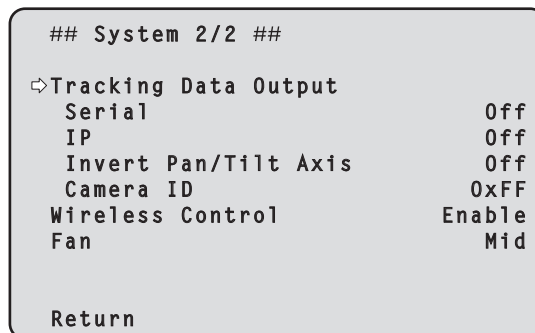 ## System 2/2 ##
⇨Tracking Data Output
Serial Off
IP Off
Invert Pan/Tilt Axis Off
Camera ID 0xFF
Wireless Control Enable
Fan Mid
Return